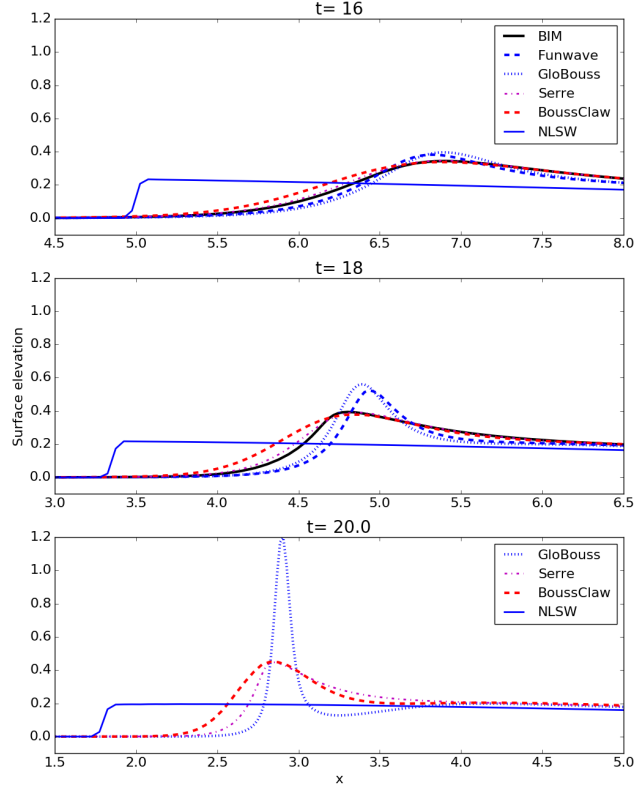 t= 16
1.2
1.0
0.8
0.6
0.4
0.2
0.0
BIM
Funwave
GloBouss
Serre
BoussClaw
NLSW
4.5 5.0 5.5 6.0 6.5 7.0 7.5 8.0
t= 18
1.2
1.0
0.8
0.6
0.4
0.2
0.0
Surface elevation
3.0 3.5 4.0 4.5 5.0 5.5 6.0 6.5
t= 20.0
1.2
1.0
0.8
0.6
0.4
0.2
0.0
GloBouss
Serre
BoussClaw
NLSW
1.5 2.0 2.5 3.0 3.5 4.0 4.5 5.0
x